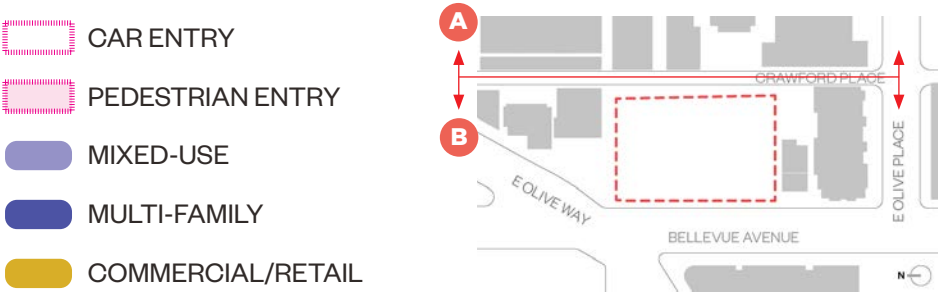 CAR ENTRY
PEDESTRIAN ENTRY
MIXED-USE
MULTI-FAMILY
COMMERCIAL/RETAIL
A
CRAWFORD PLACE
B
E OLIVE WAY
E OLIVE PLACE
BELLEVUE AVENUE
N